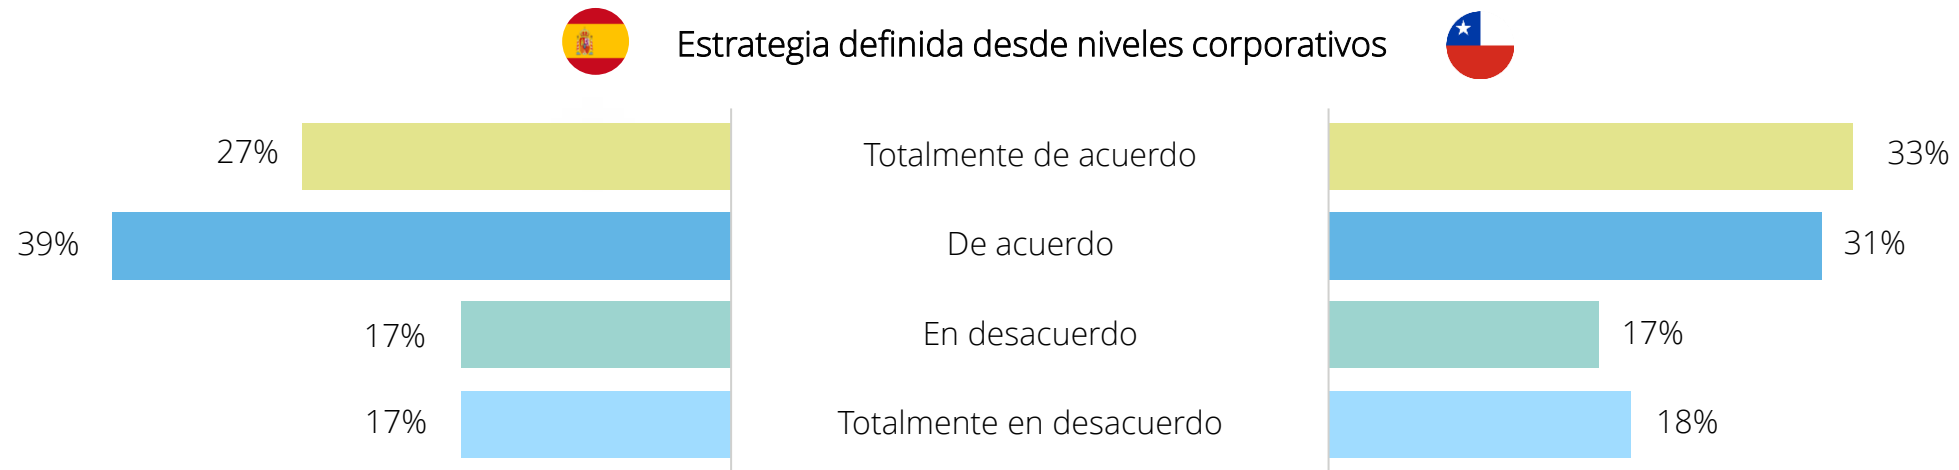 Estrategia definida desde niveles corporativos
27% Totalmente de acuerdo 33%
39% De acuerdo 31%
17% En desacuerdo 17%
17% Totalmente en desacuerdo 18%